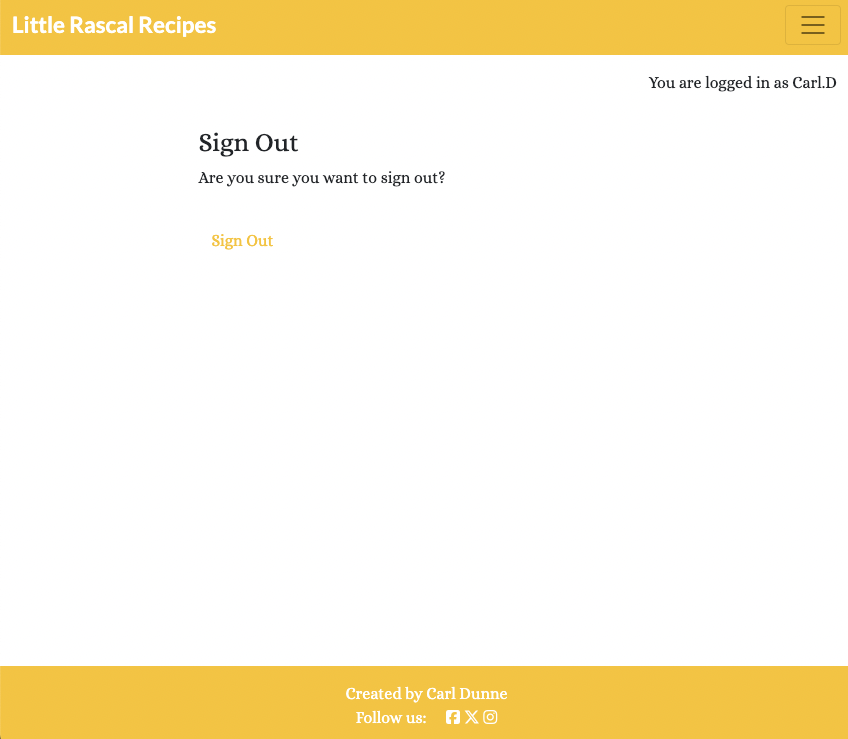 Little Rascal Recipes
You are logged in as Carl.D
Sign Out
Are you sure you want to sign out?
Sign Out
Created by Carl Dunne
Follow us: